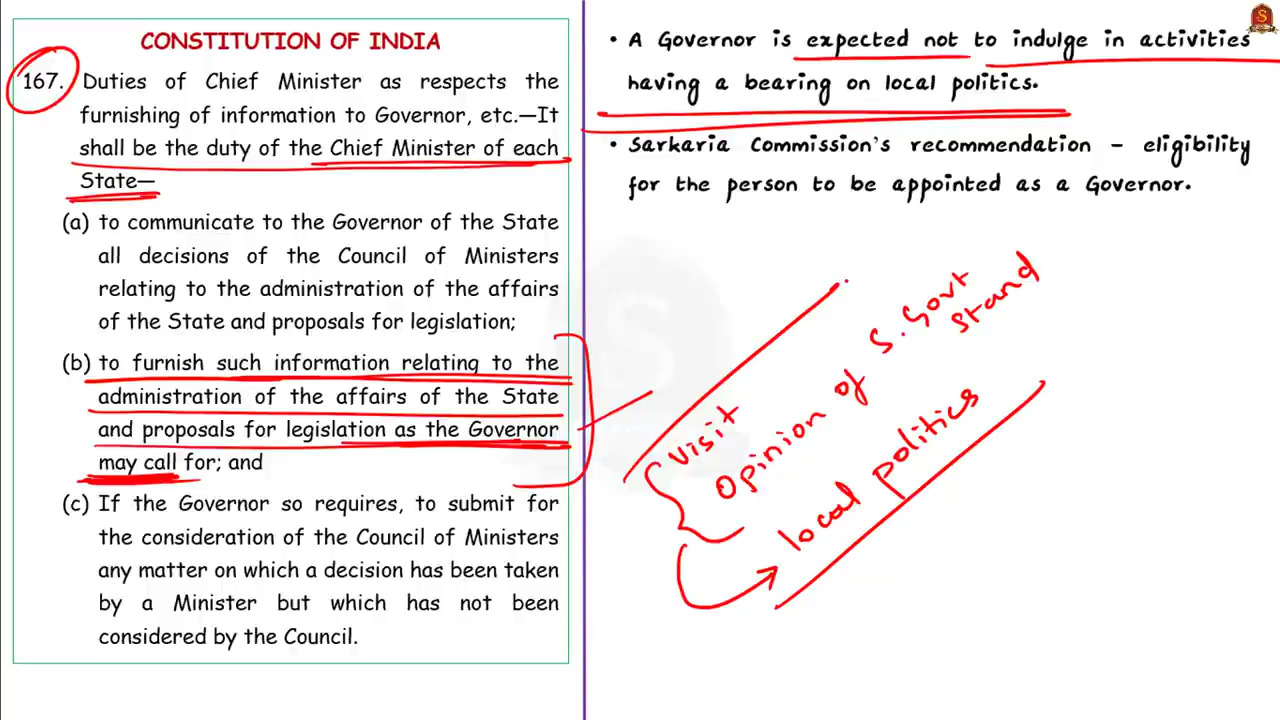 CONSTITUTION OF INDIA
167. Duties of Chief Minister as respects the
furnishing of information to Governor, etc.—It
shall be the duty of the Chief Minister of each
State—
(a) to communicate to the Governor of the State
all decisions of the Council of Ministers
relating to the administration of the affairs
of the State and proposals for legislation;
(b) to furnish such information relating to the
administration of the affairs of the State
and proposals for legislation as the Governor
may call for; and
(c) If the Governor so requires, to submit for
the consideration of the Council of Ministers
any matter on which a decision has been taken
by a Minister but which has not been
considered by the Council.
• A Governor is expected not to indulge in activities
having a bearing on local politics.
• Sarkaria Commission's recommendation - eligibility
for the person to be appointed as a Governor.
Visit
Opinion of S. Govt
Stand
local politics
S